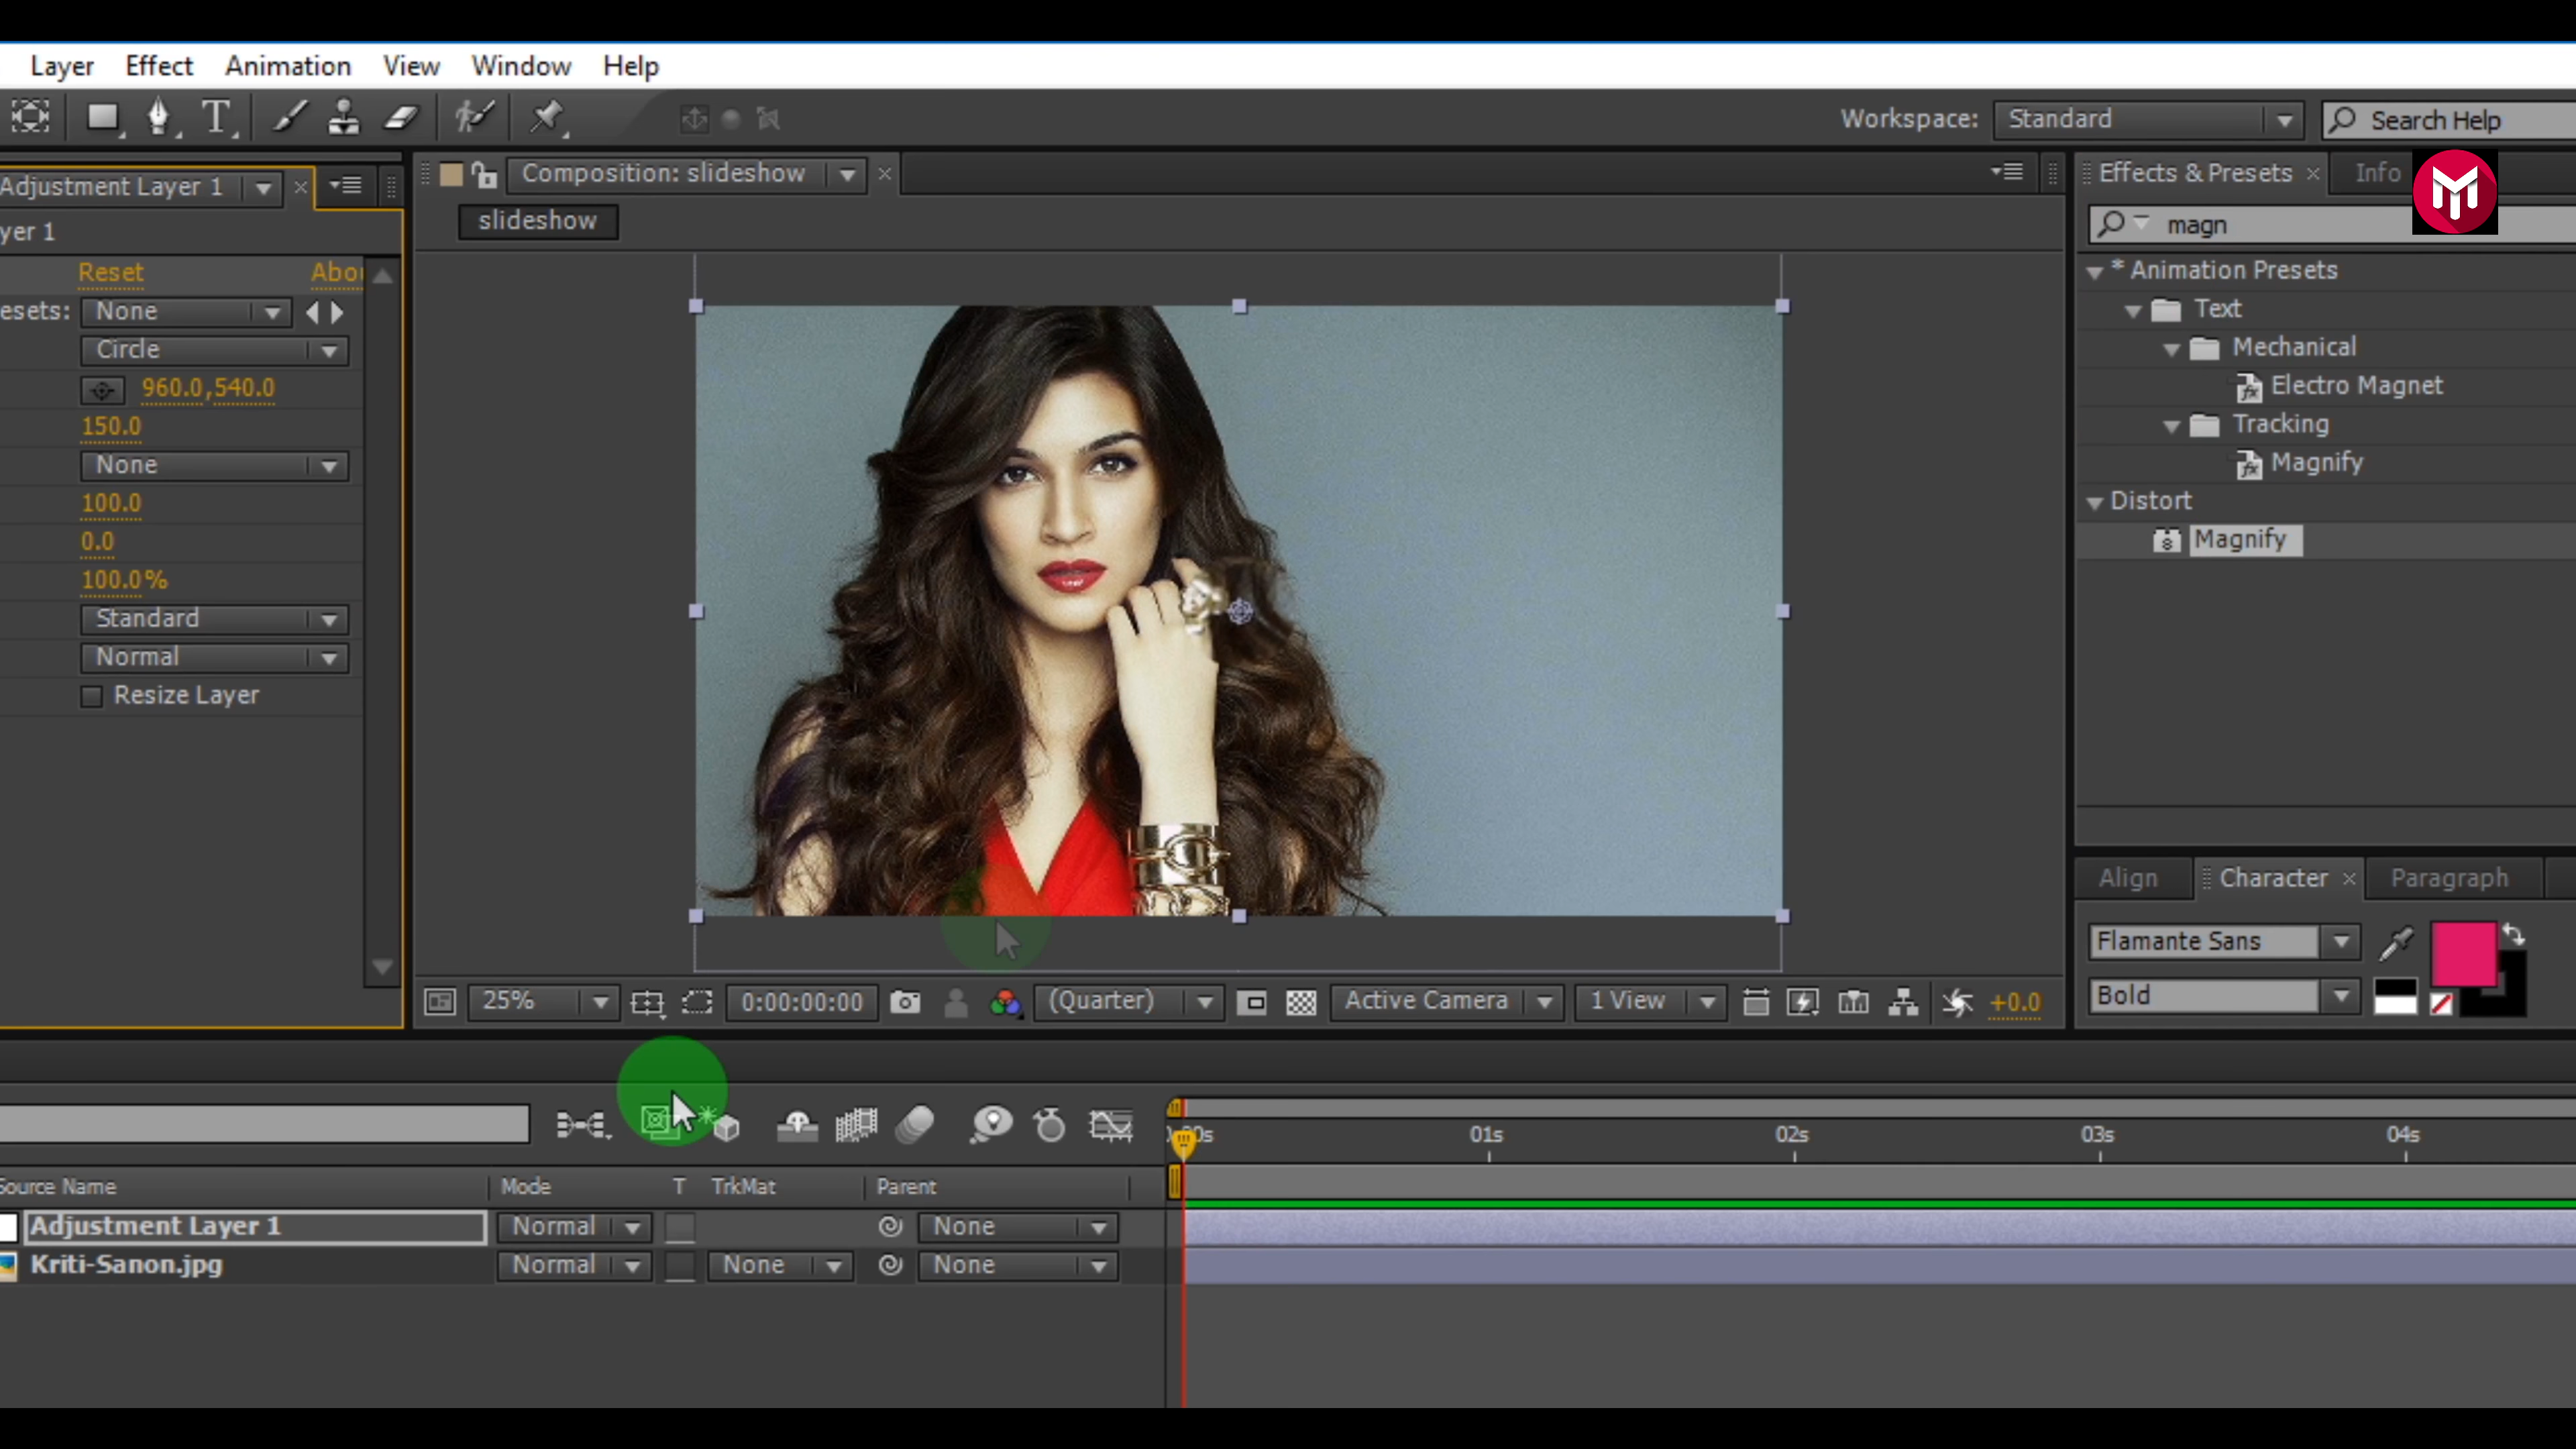 Layer Effect Animation View Window Help
Workspace: Standard Search Help
Adjustment Layer 1
Composition: slideshow
Effects & Presets Info
yer 1
slideshow
magn
Reset Abou
* Animation Presets
esets: None
Text
Circle
Mechanical
960.0,540.0
Electro Magnet
150.0
Tracking
None
Magnify
100.0
Distort
0.0
Magnify
100.0%
Standard
Normal
Resize Layer
Align Character Paragraph
Flamante Sans
Bold
25% 0:00:00:00 (Quarter) Active Camera 1 View +0.0
00s 01s 02s 03s 04s
Source Name Mode T TrkMat Parent
Adjustment Layer 1 Normal None
Kriti-Sanon.jpg Normal None None